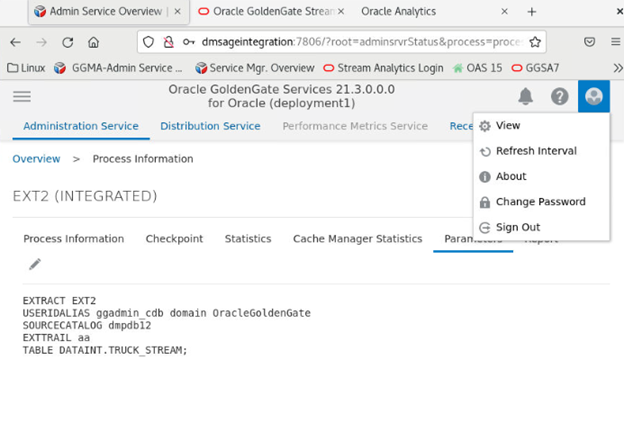 Admin Service Overview |
Oracle GoldenGate Stream
Oracle Analytics
dmsageintegration:7806/?root=adminsrvrStatus&process=proce
Linux
GGMA-Admin Service ...
Service Mgr. Overview
Stream Analytics Login
OAS 15
GGSA7
Oracle GoldenGate Services 21.3.0.0.0
for Oracle (deployment1)
Administration Service
Distribution Service
Performance Metrics Service
Rece
View
Refresh Interval
About
Change Password
Sign Out
Overview > Process Information
EXT2 (INTEGRATED)
Process Information
Checkpoint
Statistics
Cache Manager Statistics
Parameters
Report
EXTRACT EXT2
USERIDALIAS ggadmin_cdb domain OracleGoldenGate
SOURCECATALOG dmpdb12
EXTTRAIL aa
TABLE DATAINT.TRUCK_STREAM;